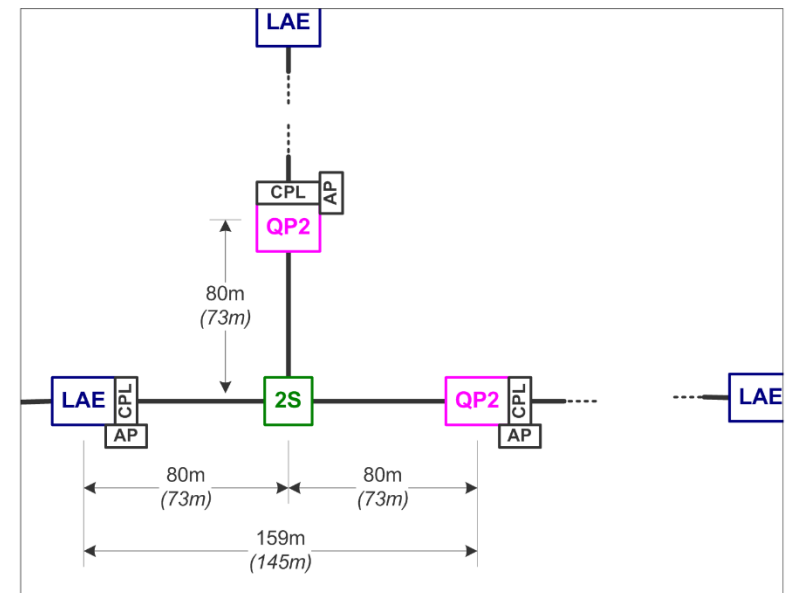 LAE
CPL
AP
QP2
80m
(73m)
LAE
CPL
AP
2S
QP2
CPL
AP
LAE
80m
(73m)
80m
(73m)
159m
(145m)